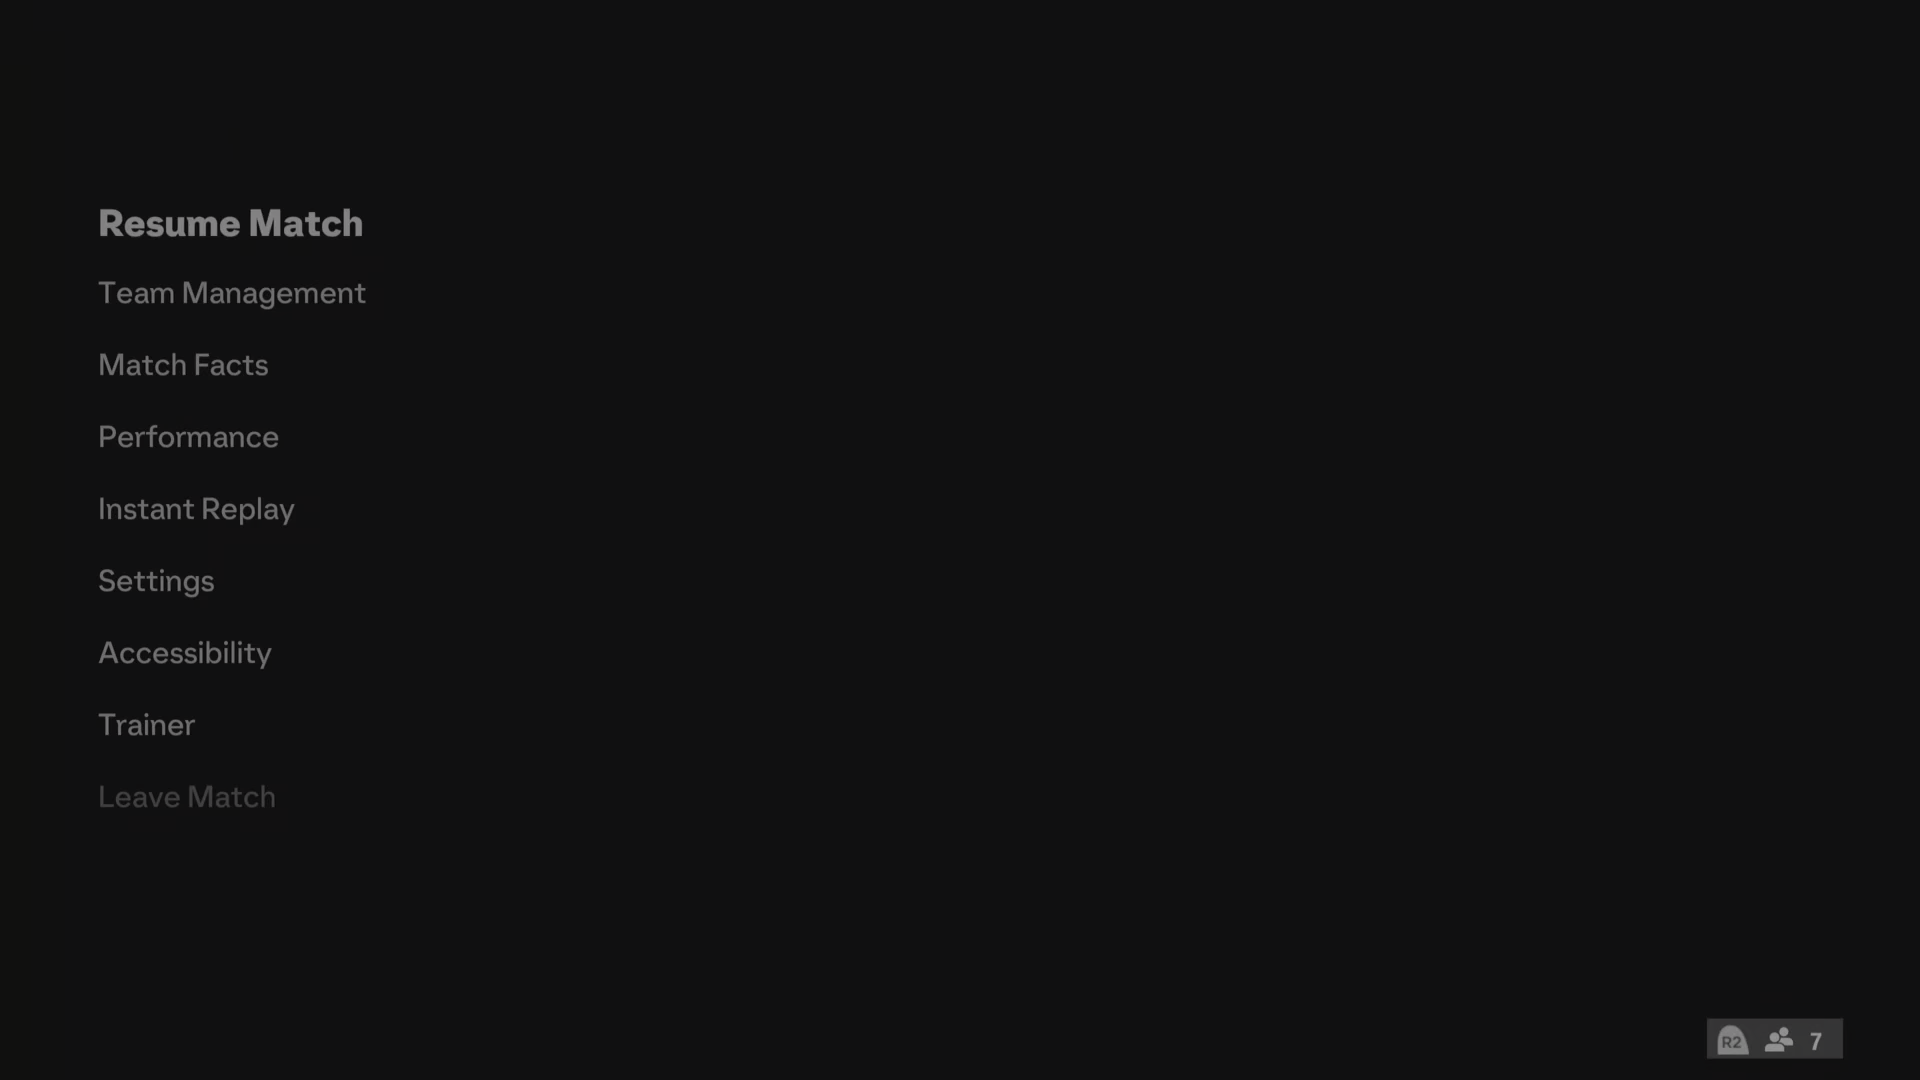 Resume Match
Team Management
Match Facts
Performance
Instant Replay
Settings
Accessibility
Trainer
Leave Match
R2 7